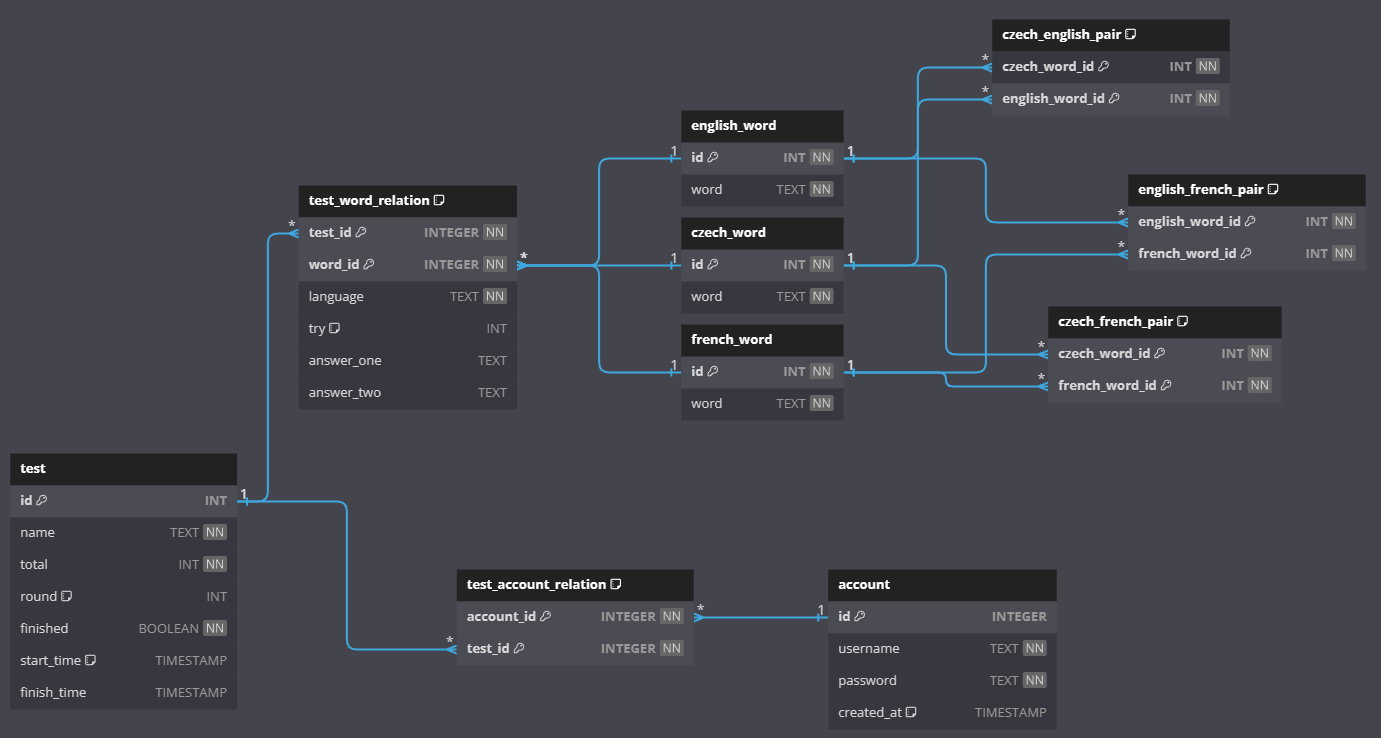 czech_english_pair
czech_word_id INT NN
english_word_id INT NN
english_word
id INT NN
word TEXT NN
english_french_pair
english_word_id INT NN
french_word_id INT NN
test_word_relation
test_id INTEGER NN
word_id INTEGER NN
language TEXT NN
try INT
answer_one TEXT
answer_two TEXT
czech_word
id INT NN
word TEXT NN
french_word
id INT NN
word TEXT NN
czech_french_pair
czech_word_id INT NN
french_word_id INT NN
test
id INT
name TEXT NN
total INT NN
round INT
finished BOOLEAN NN
start_time TIMESTAMP
finish_time TIMESTAMP
test_account_relation
account_id INTEGER NN
test_id INTEGER NN
account
id INTEGER
username TEXT NN
password TEXT NN
created_at TIMESTAMP
* * 1 1 * * * 1 1 * 1 1 * * 1 * * 1